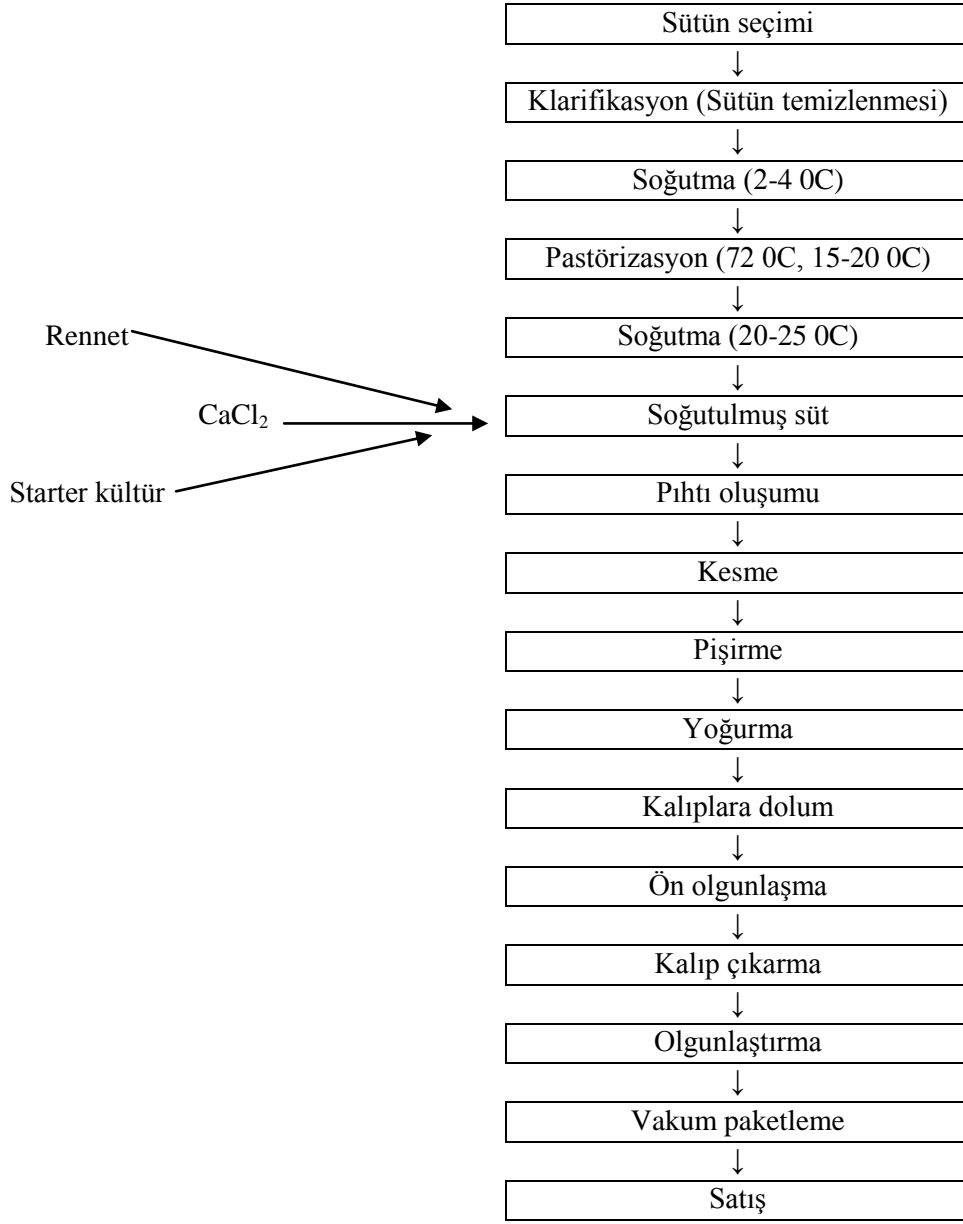 Sütün seçimi
↓
Klarifikasyon (Sütün temizlenmesi)
↓
Soğutma (2-4 0C)
↓
Pastörizasyon (72 0C, 15-20 0C)
↓
Soğutma (20-25 0C)
↓
Rennet
CaCl₂
Starter kültür
Soğutulmuş süt
↓
Pıhtı oluşumu
↓
Kesme
↓
Pişirme
↓
Yoğurma
↓
Kalıplara dolum
↓
Ön olgunlaşma
↓
Kalıp çıkarma
↓
Olgunlaştırma
↓
Vakum paketleme
↓
Satış